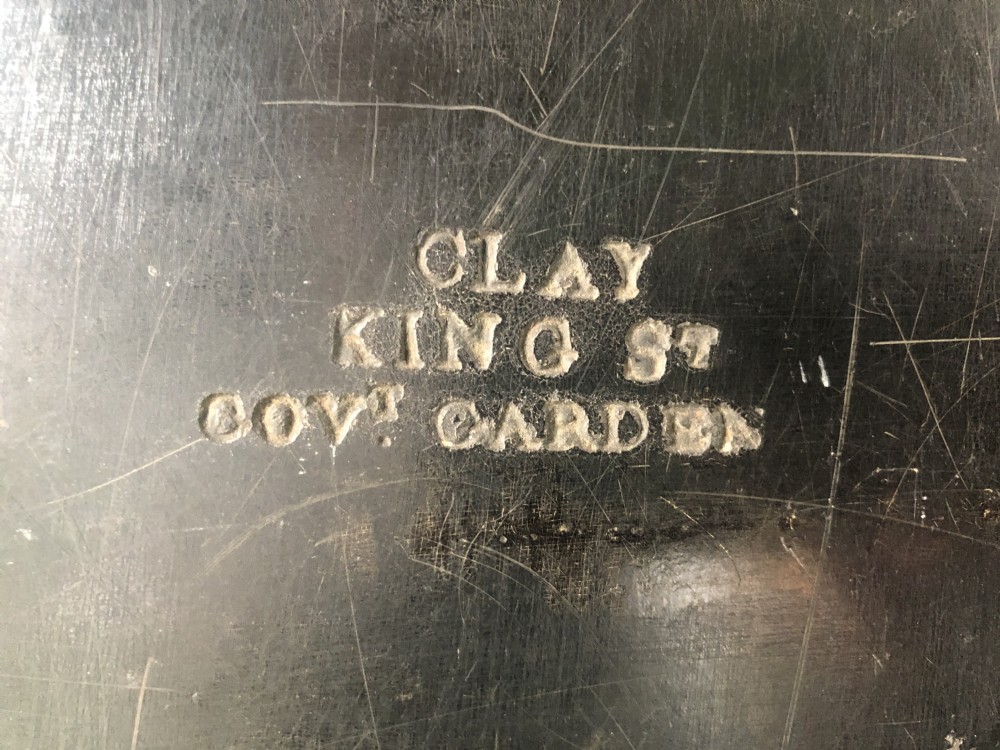 CLAY
KING ST
COVT. GARDEN